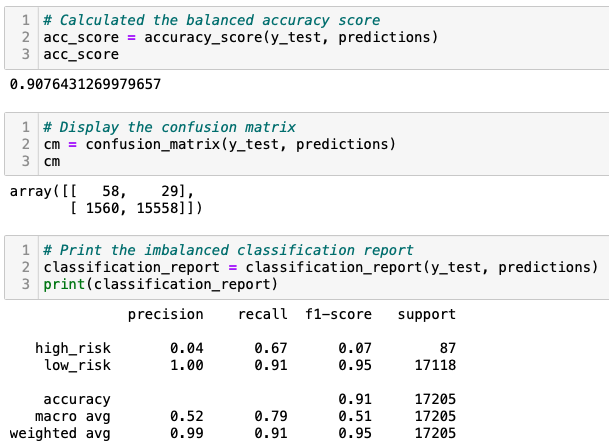 1 # Calculated the balanced accuracy score
2 acc_score = accuracy_score(y_test, predictions)
3 acc_score
0.9076431269979657
1 # Display the confusion matrix
2 cm = confusion_matrix(y_test, predictions)
3 cm
array([[   58,    29],
       [ 1560, 15558]])
1 # Print the imbalanced classification report
2 classification_report = classification_report(y_test, predictions)
3 print(classification_report)
              precision    recall  f1-score   support
   high_risk       0.04      0.67      0.07        87
    low_risk       1.00      0.91      0.95     17118
    accuracy                           0.91     17205
   macro avg       0.52      0.79      0.51     17205
weighted avg       0.99      0.91      0.95     17205